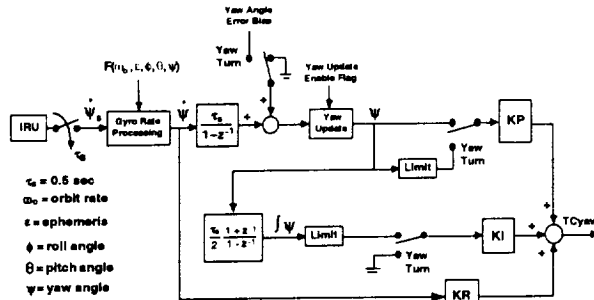 Yaw Angle
Error Bias
Yaw
Turn
Yaw Update
Enable Flag
IRU
τs
Gyro Rate
Processing
τs
1-z⁻¹
+
+
Yaw
Update
ψ
KP
Limit
Yaw
Turn
τs = 0.5 sec
ω₀ = orbit rate
ε = ephemeris
ϕ = roll angle
θ = pitch angle
ψ = yaw angle
τs 1 + z⁻¹
2 1 - z⁻¹
∫ ψ
Limit
Yaw
Turn
KI
KR
+
+
+
TCyaw